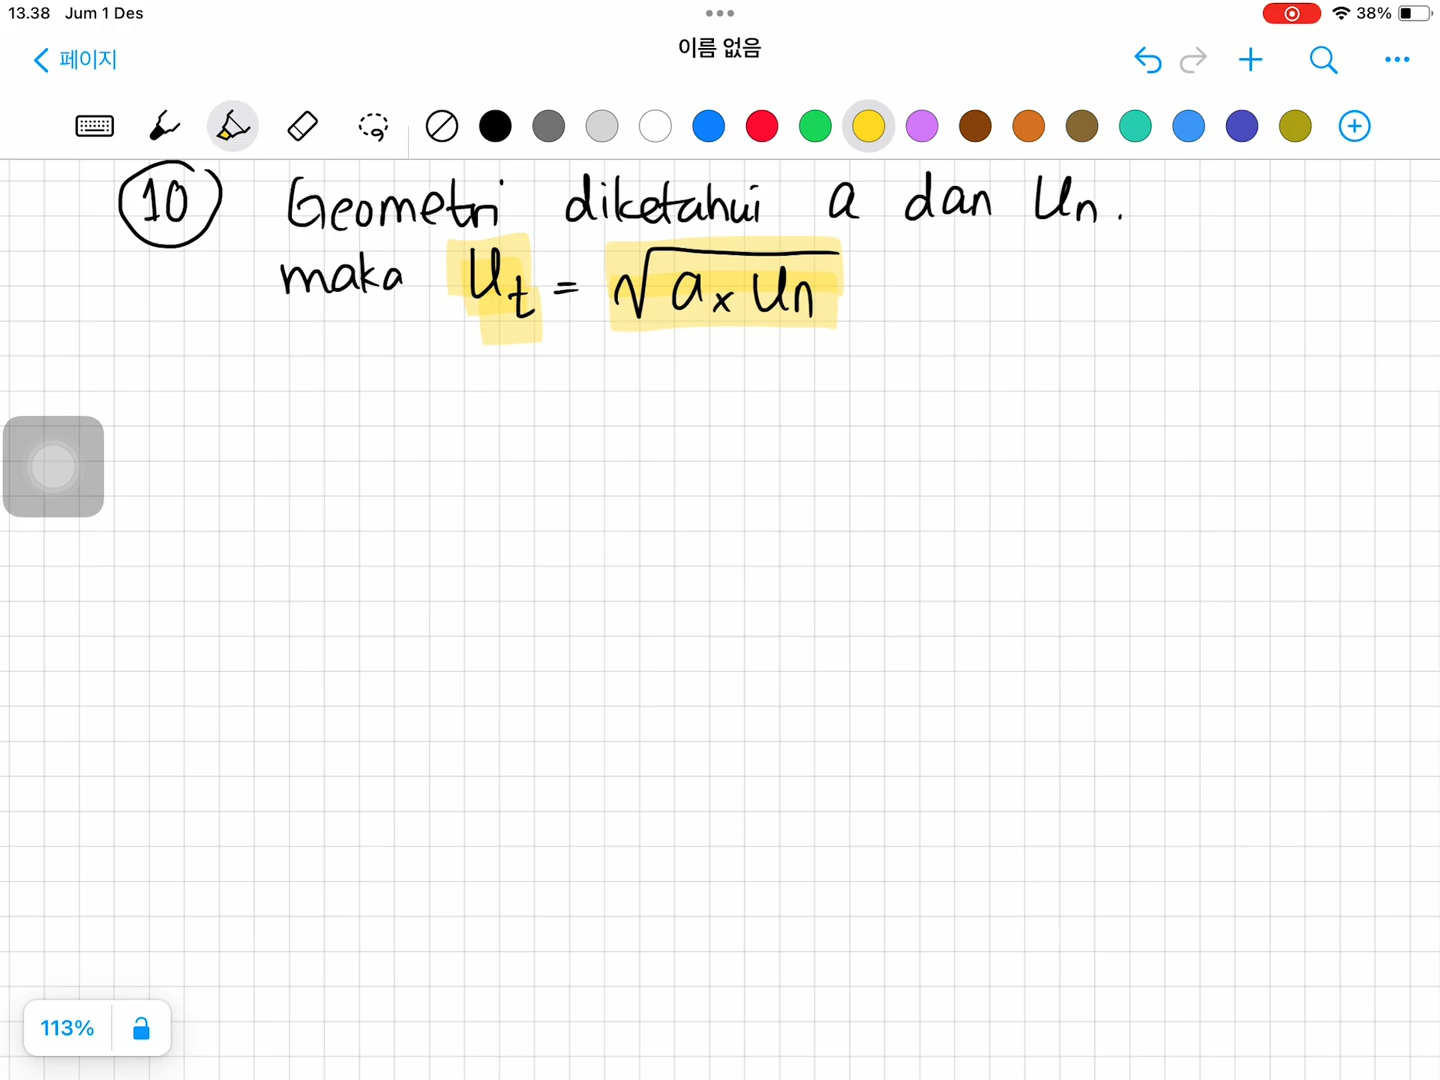 13.38 Jum 1 Des
38%
페이지
이름 없음
10 Geometri diketahui a dan Un.
maka Ut = √a x Un
113%